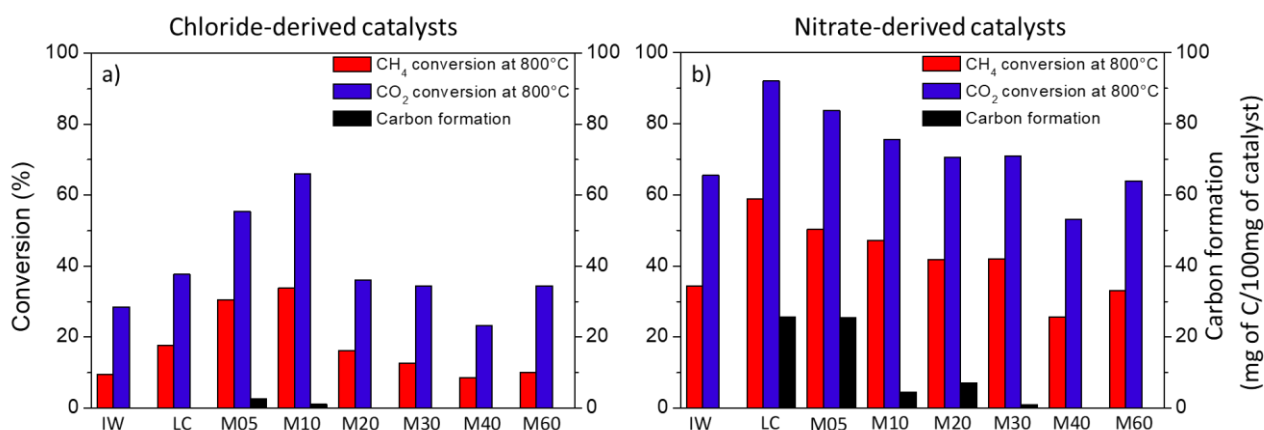 Chloride-derived catalysts
Nitrate-derived catalysts
a)
CH4 conversion at 800°C
CO2 conversion at 800°C
Carbon formation
Conversion (%)
100
80
60
40
20
0
100
80
60
40
20
0
IW LC M05 M10 M20 M30 M40 M60
b)
CH4 conversion at 800°C
CO2 conversion at 800°C
Carbon formation
100
80
60
40
20
0
100
80
60
40
20
0
IW LC M05 M10 M20 M30 M40 M60
Carbon formation
(mg of C/100mg of catalyst)